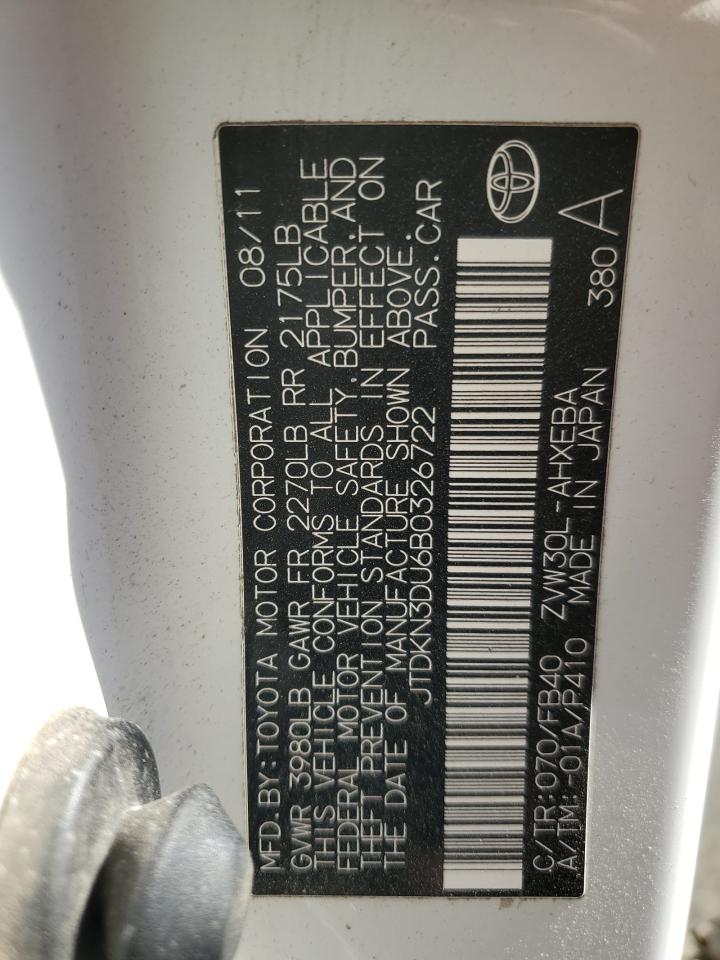 MFD. BY: TOYOTA MOTOR CORPORATION 08/11
GVWR 3980LB GAWR FR 2270LB RR 2175LB
THIS VEHICLE CONFORMS TO ALL APPLICABLE
FEDERAL MOTOR VEHICLE SAFETY, BUMPER, AND
THEFT PREVENTION STANDARDS IN EFFECT ON
THE DATE OF MANUFACTURE SHOWN ABOVE.
JTDKN3DU6B0326722 PASS.CAR
C/TR: 070/FB40 ZVW30L-AHXEBA
A/TM: -01A/P410 MADE IN JAPAN 380 A